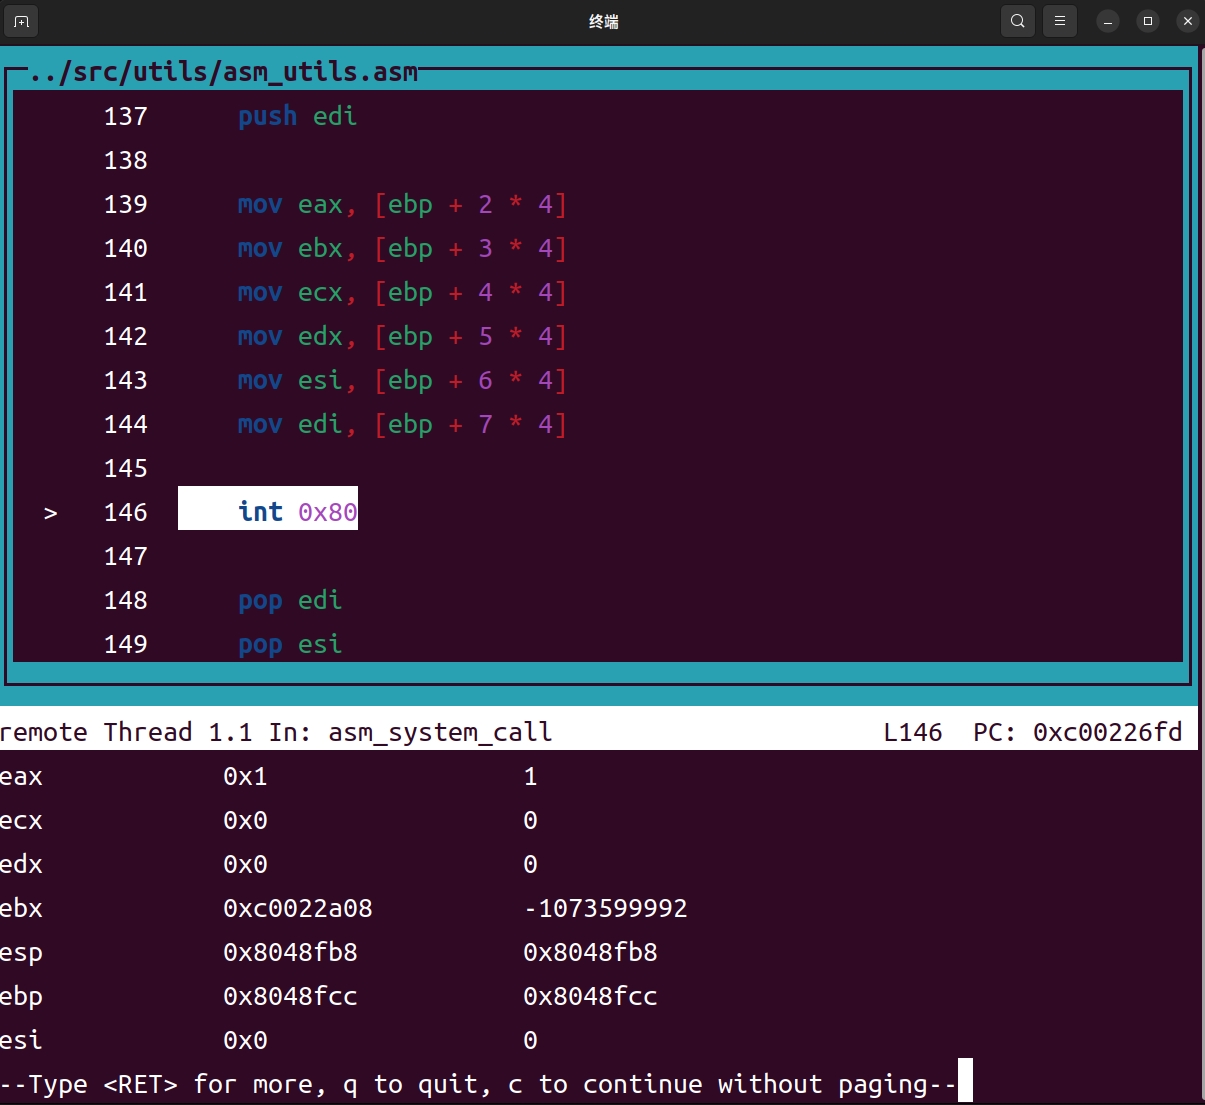 终端
../src/utils/asm_utils.asm
137 push edi
138
139 mov eax, [ebp + 2 * 4]
140 mov ebx, [ebp + 3 * 4]
141 mov ecx, [ebp + 4 * 4]
142 mov edx, [ebp + 5 * 4]
143 mov esi, [ebp + 6 * 4]
144 mov edi, [ebp + 7 * 4]
145
> 146 int 0x80
147
148 pop edi
149 pop esi
remote Thread 1.1 In: asm_system_call L146 PC: 0xc00226fd
eax 0x1 1
ecx 0x0 0
edx 0x0 0
ebx 0xc0022a08 -1073599992
esp 0x8048fb8 0x8048fb8
ebp 0x8048fcc 0x8048fcc
esi 0x0 0
--Type <RET> for more, q to quit, c to continue without paging--